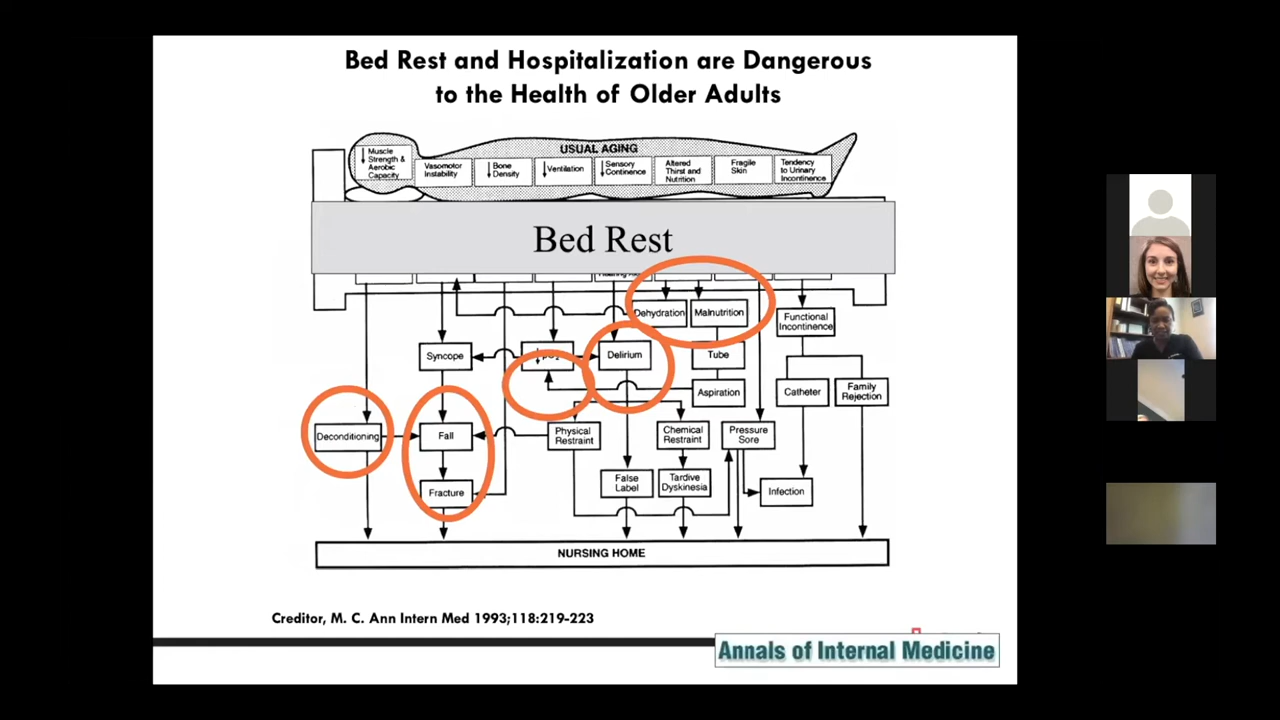 Bed Rest and Hospitalization are Dangerous
to the Health of Older Adults
USUAL AGING
↓ Muscle
Strength &
Aerobic
Capacity
Vasomotor
Instability
↓ Bone
Density
↓ Ventilation
↓ Sensory
Continence
Altered
Thirst and
Nutrition
Fragile
Skin
Tendency
to Urinary
Incontinence
Bed Rest
Dehydration
Malnutrition
Functional
Incontinence
Syncope
Delirium
Tube
Aspiration
Catheter
Family
Rejection
Deconditioning
Fall
Physical
Restraint
Chemical
Restraint
Pressure
Sore
Fracture
False
Label
Tardive
Dyskinesia
Infection
NURSING HOME
Creditor, M. C. Ann Intern Med 1993;118:219-223
Annals of Internal Medicine